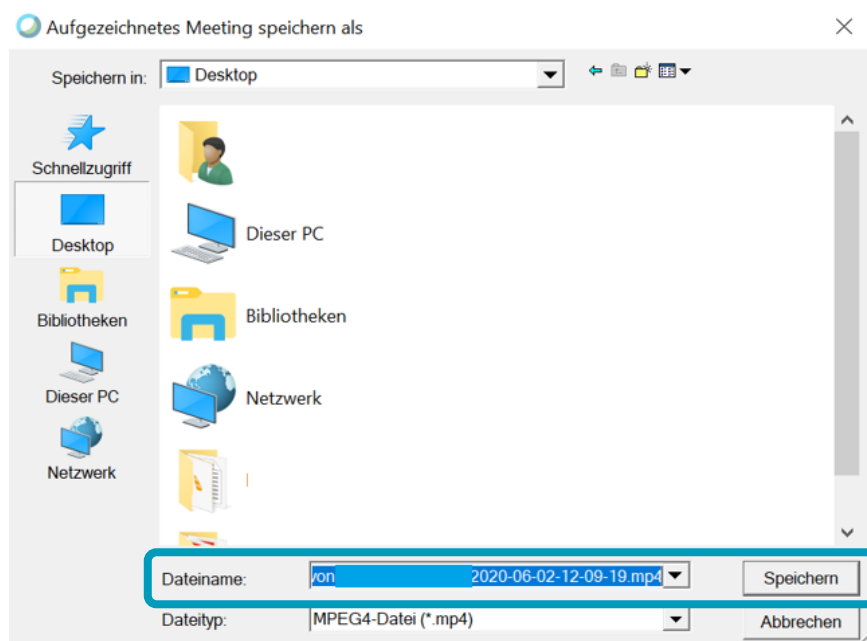 Aufgezeichnetes Meeting speichern als
Speichern in: Desktop
Schnellzugriff
Desktop
Bibliotheken
Dieser PC
Netzwerk
Dieser PC
Bibliotheken
Netzwerk
Dateiname: von 2020-06-02-12-09-19.mp4 Speichern
Dateityp: MPEG4-Datei (*.mp4) Abbrechen